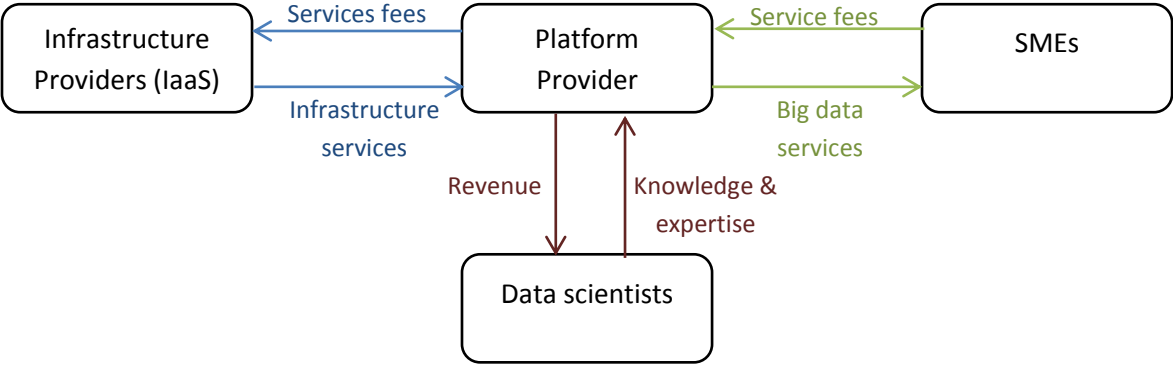 Services fees
Service fees
Infrastructure
Providers (IaaS)
Platform
Provider
SMEs
Infrastructure
services
Big data
services
Revenue
Knowledge &
expertise
Data scientists